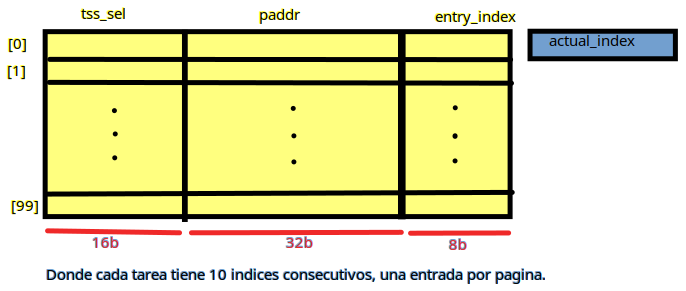 tss_sel paddr entry_index
[0] actual_index
[1]
[99]
16b 32b 8b
Donde cada tarea tiene 10 indices consecutivos, una entrada por pagina.